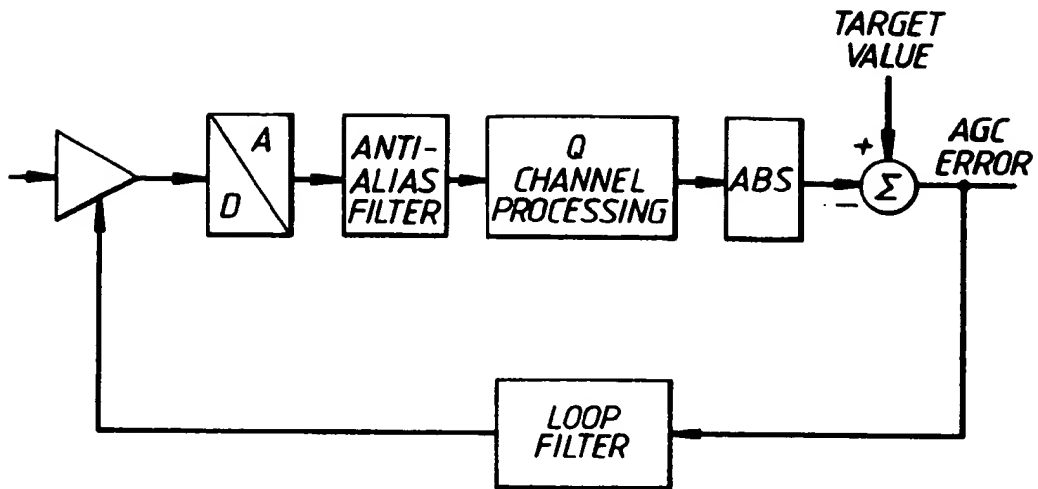 TARGET
VALUE
A
D
ANTI-
ALIAS
FILTER
Q
CHANNEL
PROCESSING
ABS
+
Σ
−
AGC
ERROR
LOOP
FILTER